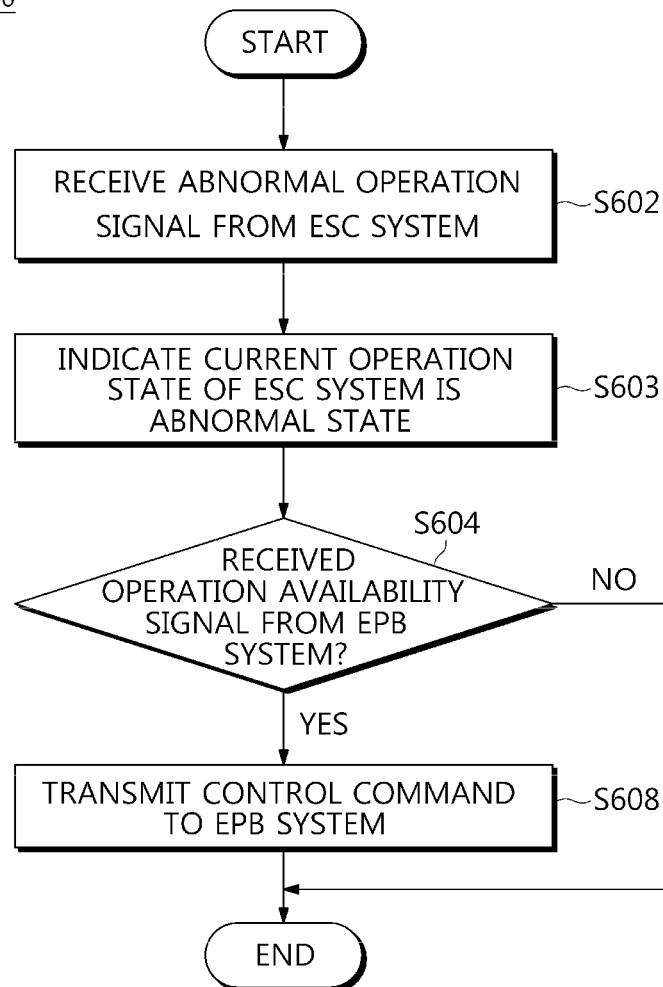 START
RECEIVE ABNORMAL OPERATION
SIGNAL FROM ESC SYSTEM
S602
INDICATE CURRENT OPERATION
STATE OF ESC SYSTEM IS
ABNORMAL STATE
S603
S604
RECEIVED
OPERATION AVAILABILITY
SIGNAL FROM EPB
SYSTEM?
NO
YES
TRANSMIT CONTROL COMMAND
TO EPB SYSTEM
S608
END